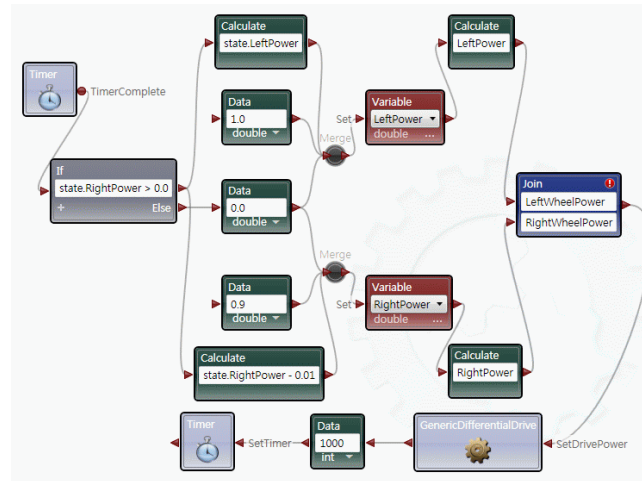 Calculate
state.LeftPower
Calculate
LeftPower
Timer
TimerComplete
Data
1.0
double
Set
Variable
LeftPower
double ...
Merge
If
state.RightPower > 0.0
+ Else
Data
0.0
double
Join
LeftWheelPower
RightWheelPower
Merge
Data
0.9
double
Set
Variable
RightPower
double ...
Calculate
state.RightPower - 0.01
Calculate
RightPower
Timer
SetTimer
Data
1000
int
GenericDifferentialDrive
SetDrivePower